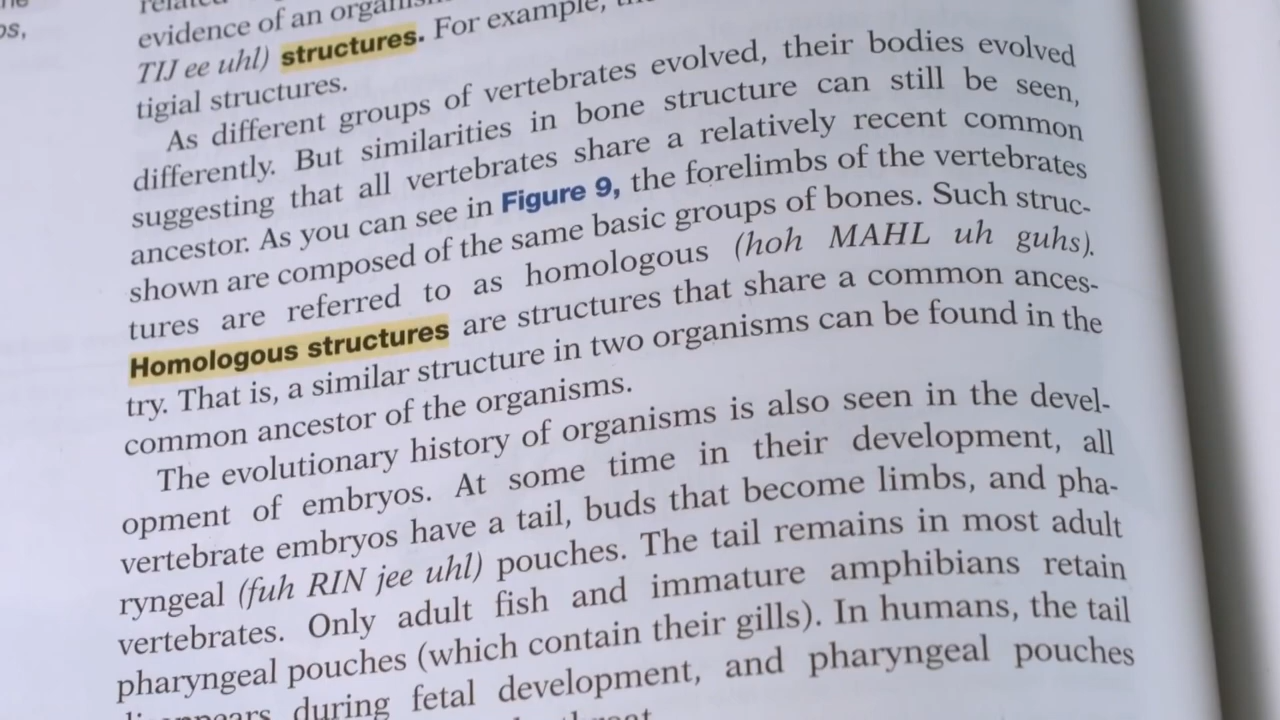 os,
related
evidence of an organis
TIJ ee uhl) structures. For example,
tigial structures.
As different groups of vertebrates evolved, their bodies evolved
differently. But similarities in bone structure can still be seen,
suggesting that all vertebrates share a relatively recent common
ancestor. As you can see in Figure 9, the forelimbs of the vertebrates
shown are composed of the same basic groups of bones. Such struc-
tures are referred to as homologous (hoh MAHL uh guhs).
Homologous structures are structures that share a common ances-
try. That is, a similar structure in two organisms can be found in the
common ancestor of the organisms.
The evolutionary history of organisms is also seen in the devel-
opment of embryos. At some time in their development, all
vertebrate embryos have a tail, buds that become limbs, and pha-
ryngeal (fuh RIN jee uhl) pouches. The tail remains in most adult
vertebrates. Only adult fish and immature amphibians retain
pharyngeal pouches (which contain their gills). In humans, the tail
disappears during fetal development, and pharyngeal pouches